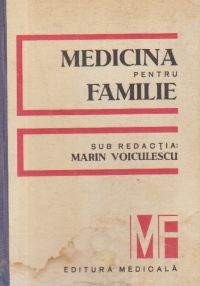 MEDICINA
PENTRU
FAMILIE
SUB REDACȚIA:
MARIN VOICULESCU
MF
EDITURA MEDICALĂ